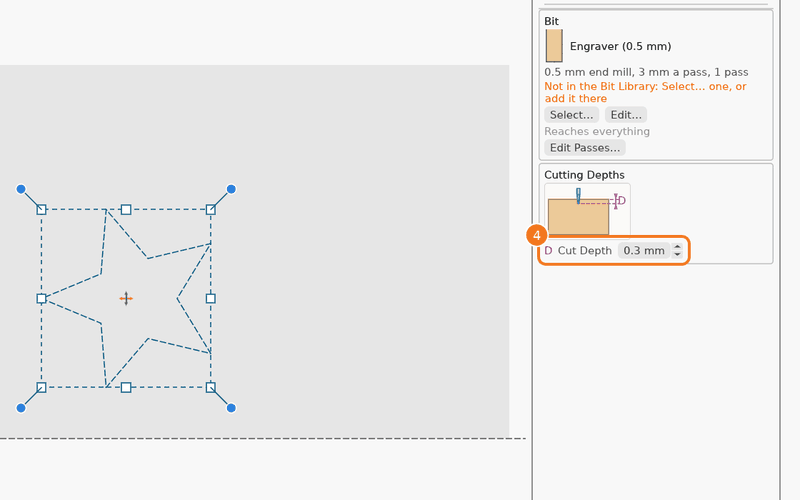 Bit
Engraver (0.5 mm)
0.5 mm end mill, 3 mm a pass, 1 pass
Not in the Bit Library: Select... one, or
add it there
Select... Edit...
Reaches everything
Edit Passes...
Cutting Depths
D
4
D Cut Depth 0.3 mm